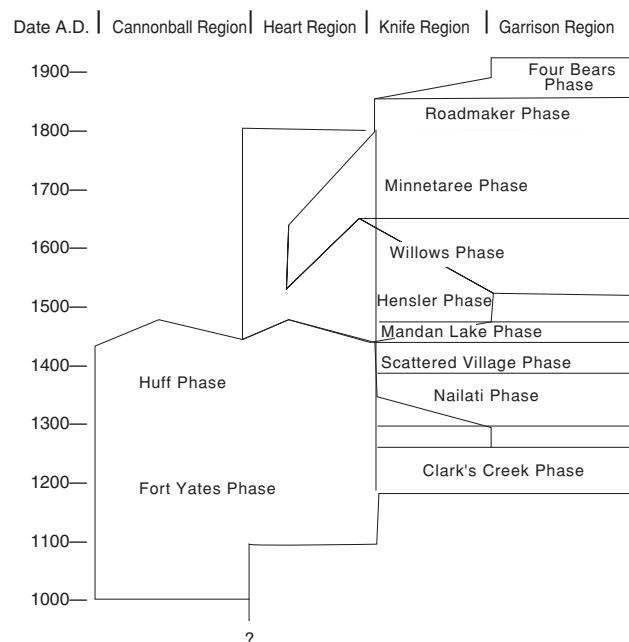 Date A.D. Cannonball Region Heart Region Knife Region Garrison Region
1900
Four Bears
Phase
Roadmaker Phase
1800
Minnetaree Phase
1700
Willows Phase
1600
Hensler Phase
1500
Mandan Lake Phase
Scattered Village Phase
1400
Huff Phase
Nailati Phase
1300
Clark's Creek Phase
Fort Yates Phase
1200
1100
1000
?